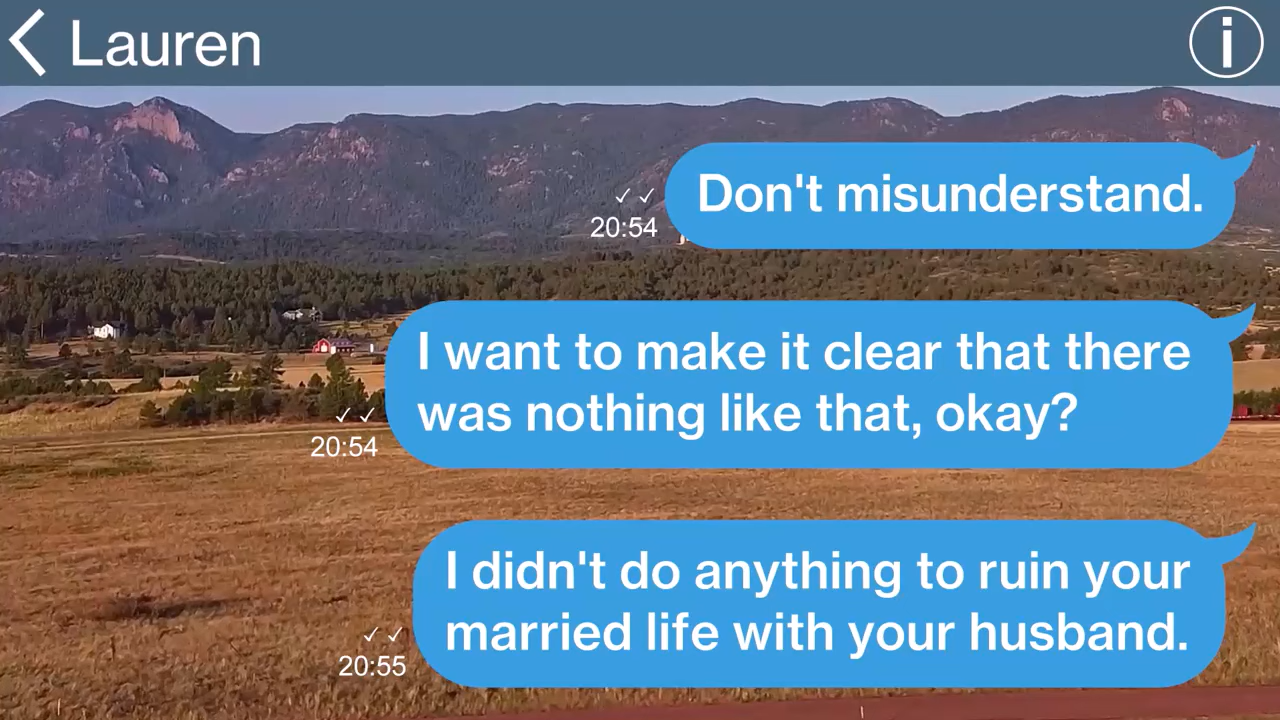 Lauren
i
Don't misunderstand.
20:54
I want to make it clear that there
was nothing like that, okay?
20:54
I didn't do anything to ruin your
married life with your husband.
20:55